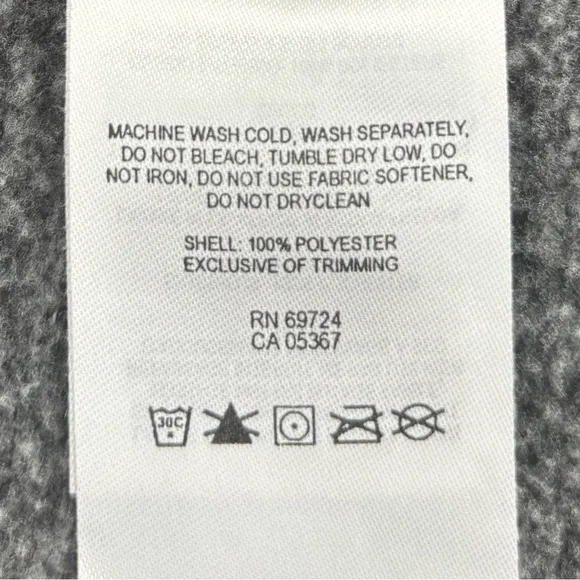 MACHINE WASH COLD, WASH SEPARATELY,
DO NOT BLEACH, TUMBLE DRY LOW, DO
NOT IRON, DO NOT USE FABRIC SOFTENER,
DO NOT DRYCLEAN
SHELL: 100% POLYESTER
EXCLUSIVE OF TRIMMING
RN 69724
CA 05367
30C